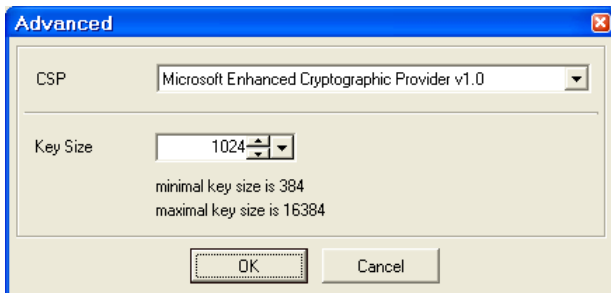 Advanced
CSP
Microsoft Enhanced Cryptographic Provider v1.0
Key Size
1024
minimal key size is 384
maximal key size is 16384
OK
Cancel